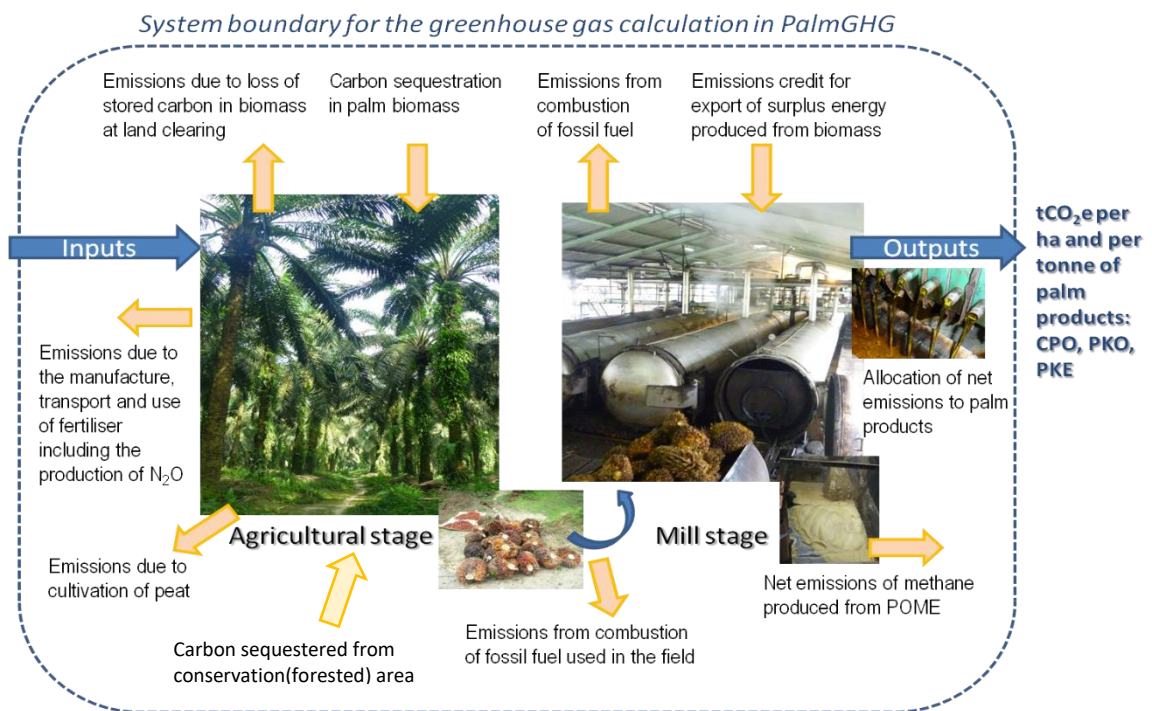 System boundary for the greenhouse gas calculation in PalmGHG
Emissions due to loss of
stored carbon in biomass
at land clearing
Carbon sequestration
in palm biomass
Emissions from
combustion
of fossil fuel
Emissions credit for
export of surplus energy
produced from biomass
Inputs
Outputs
tCO₂e per
ha and per
tonne of
palm
products:
CPO, PKO,
PKE
Emissions due to
the manufacture,
transport and use
of fertiliser
including the
production of N₂O
Allocation of net
emissions to palm
products
Agricultural stage
Mill stage
Emissions due to
cultivation of peat
Net emissions of methane
produced from POME
Carbon sequestered from
conservation(forested) area
Emissions from combustion
of fossil fuel used in the field